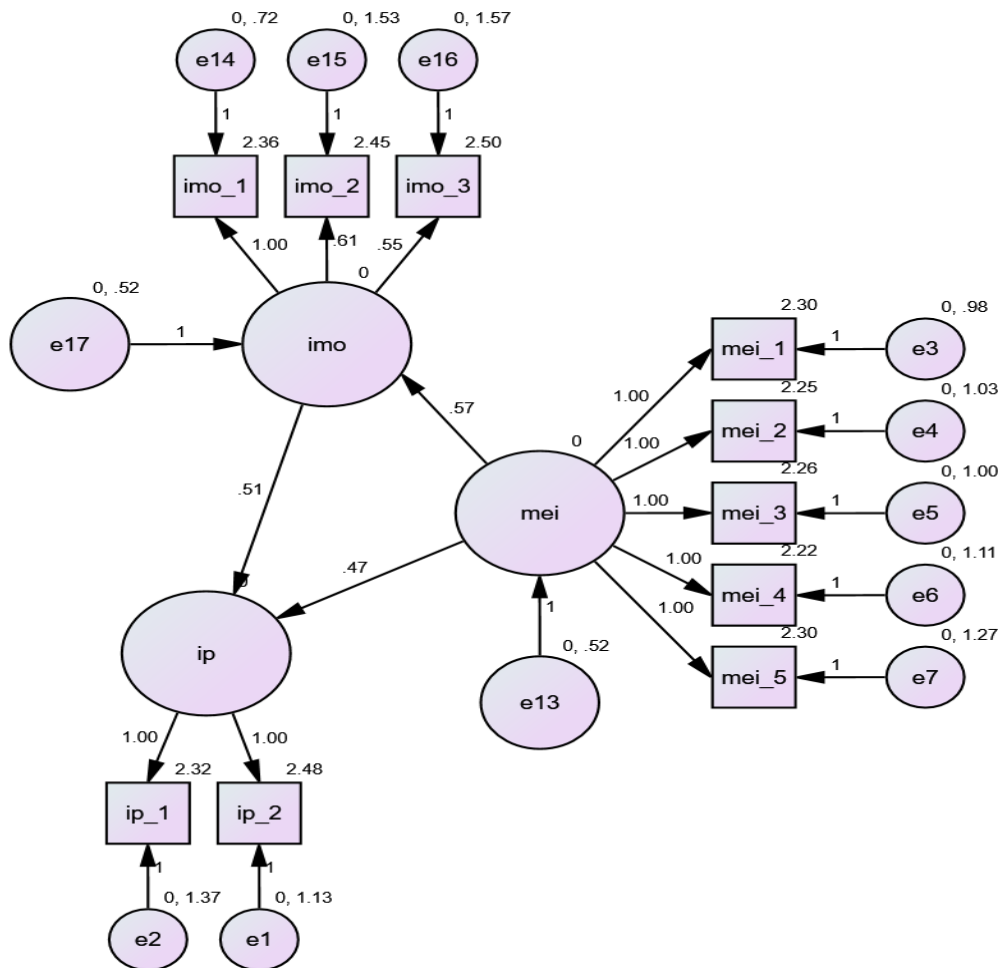 0, .72
0, 1.53
0, 1.57
e14
e15
e16
1
1
1
2.36
2.45
2.50
imo_1
imo_2
imo_3
1.00
.61
.55
0
0, .52
e17
1
imo
2.30
0, .98
mei_1
1
e3
.57
1.00
2.25
0, 1.03
mei_2
1
e4
1.00
0
2.26
0, 1.00
mei
1.00
mei_3
1
e5
.51
2.22
0, 1.11
1.00
mei_4
1
e6
.47
0
1.00
2.30
0, 1.27
mei_5
1
e7
ip
1
0, .52
e13
1.00
1.00
2.32
2.48
ip_1
ip_2
1
1
0, 1.37
0, 1.13
e2
e1